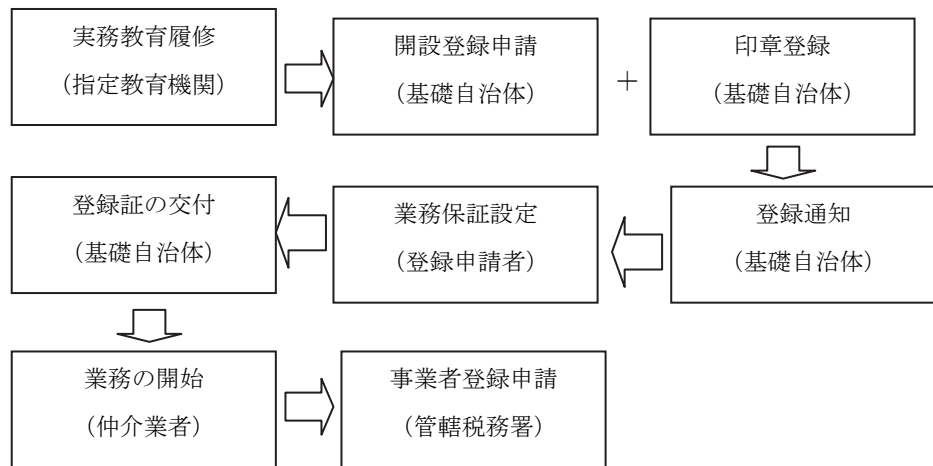 実務教育履修
（指定教育機関）
開設登録申請
（基礎自治体）
＋
印章登録
（基礎自治体）
登録通知
（基礎自治体）
業務保証設定
（登録申請者）
登録証の交付
（基礎自治体）
業務の開始
（仲介業者）
事業者登録申請
（管轄税務署）